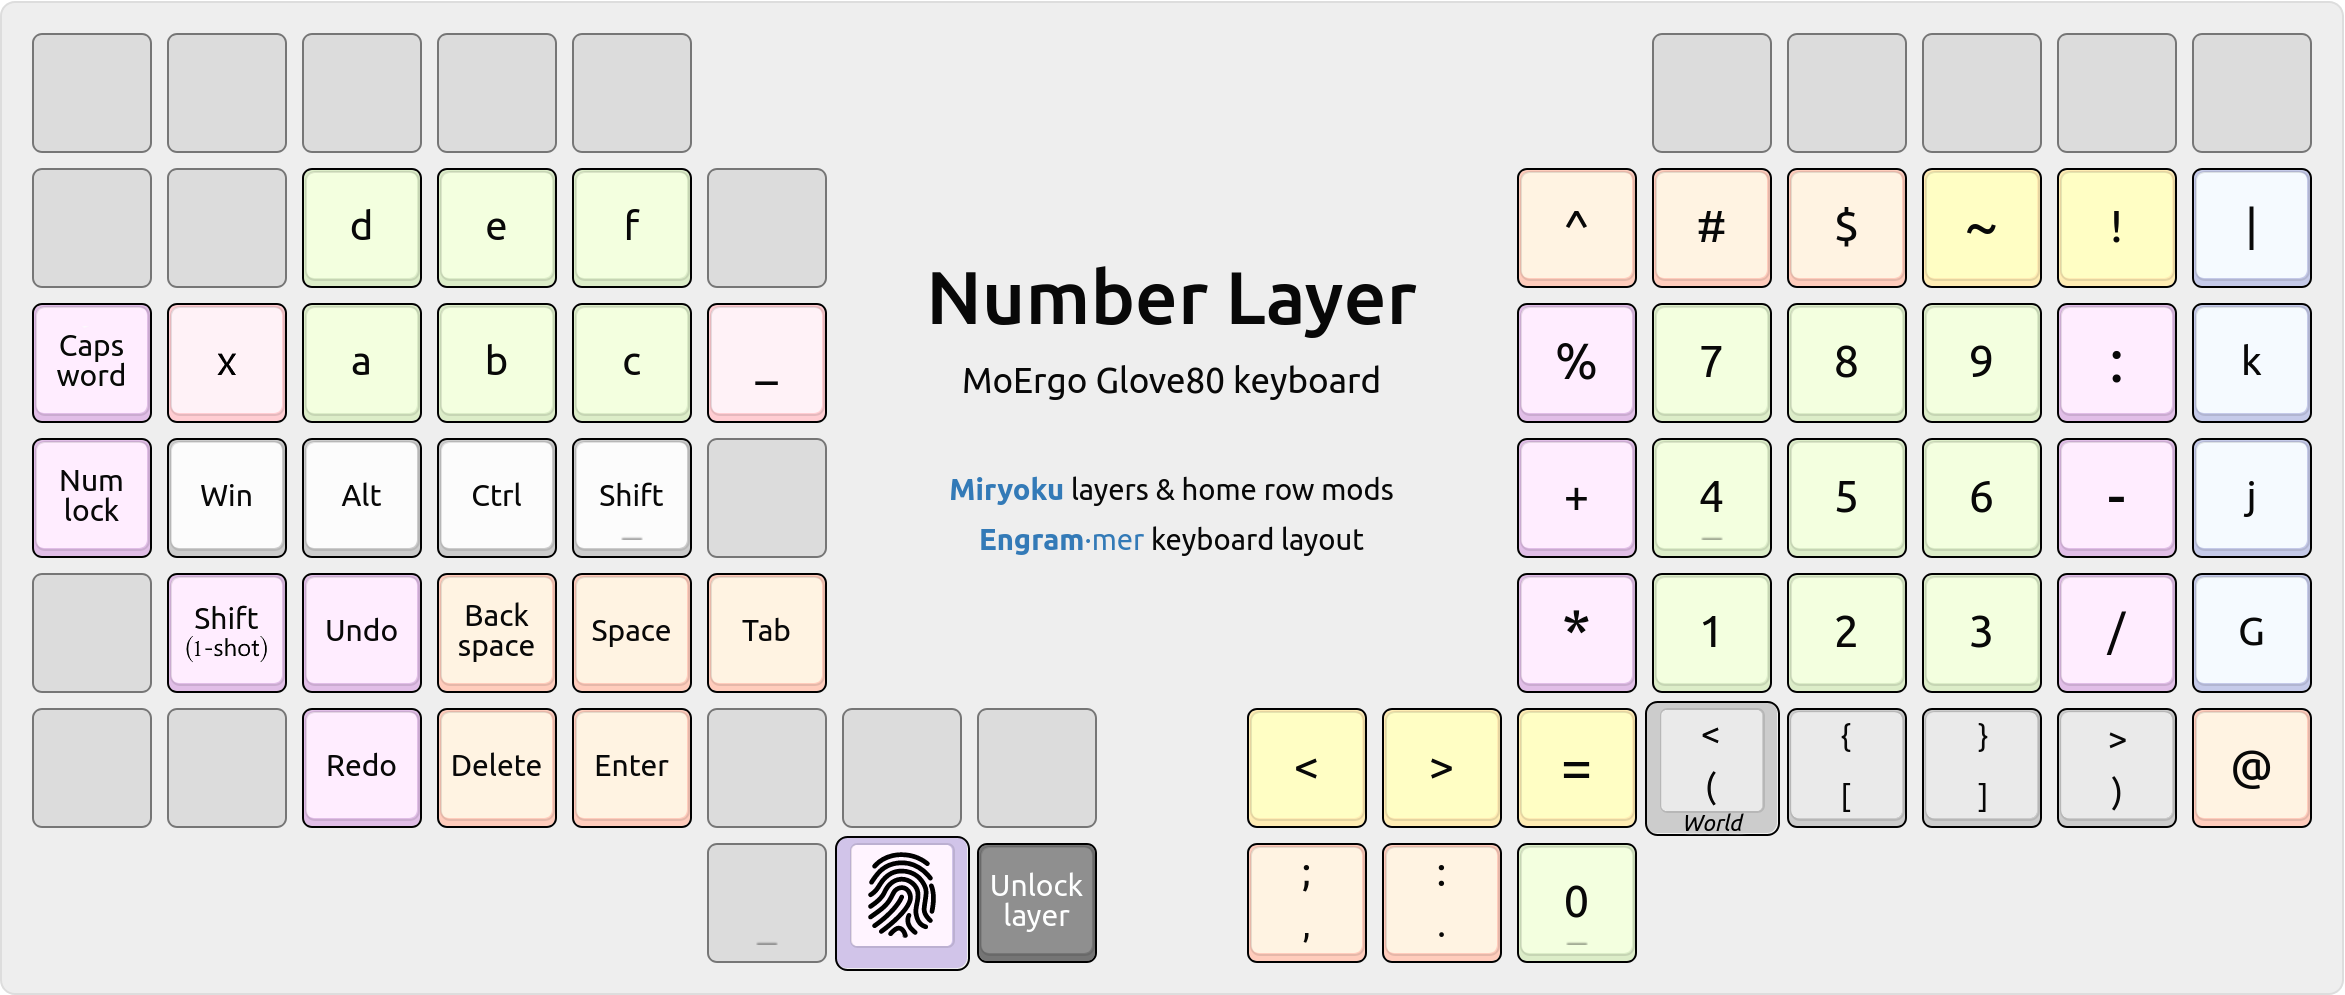 d e f
^ # $ ~ ! |
Caps
word
x a b c _
Number Layer
MoErgo Glove80 keyboard
% 7 8 9 : k
Num
lock
Win Alt Ctrl Shift
_
Miryoku layers & home row mods
Engram·mer keyboard layout
+ 4 5 6 - j
_
Shift
(1-shot)
Undo
Back
space
Space Tab
* 1 2 3 / G
Redo Delete Enter
< > =
< { } >
( [ ] )
World
@
_
Unlock
layer
; :
, .
0
_